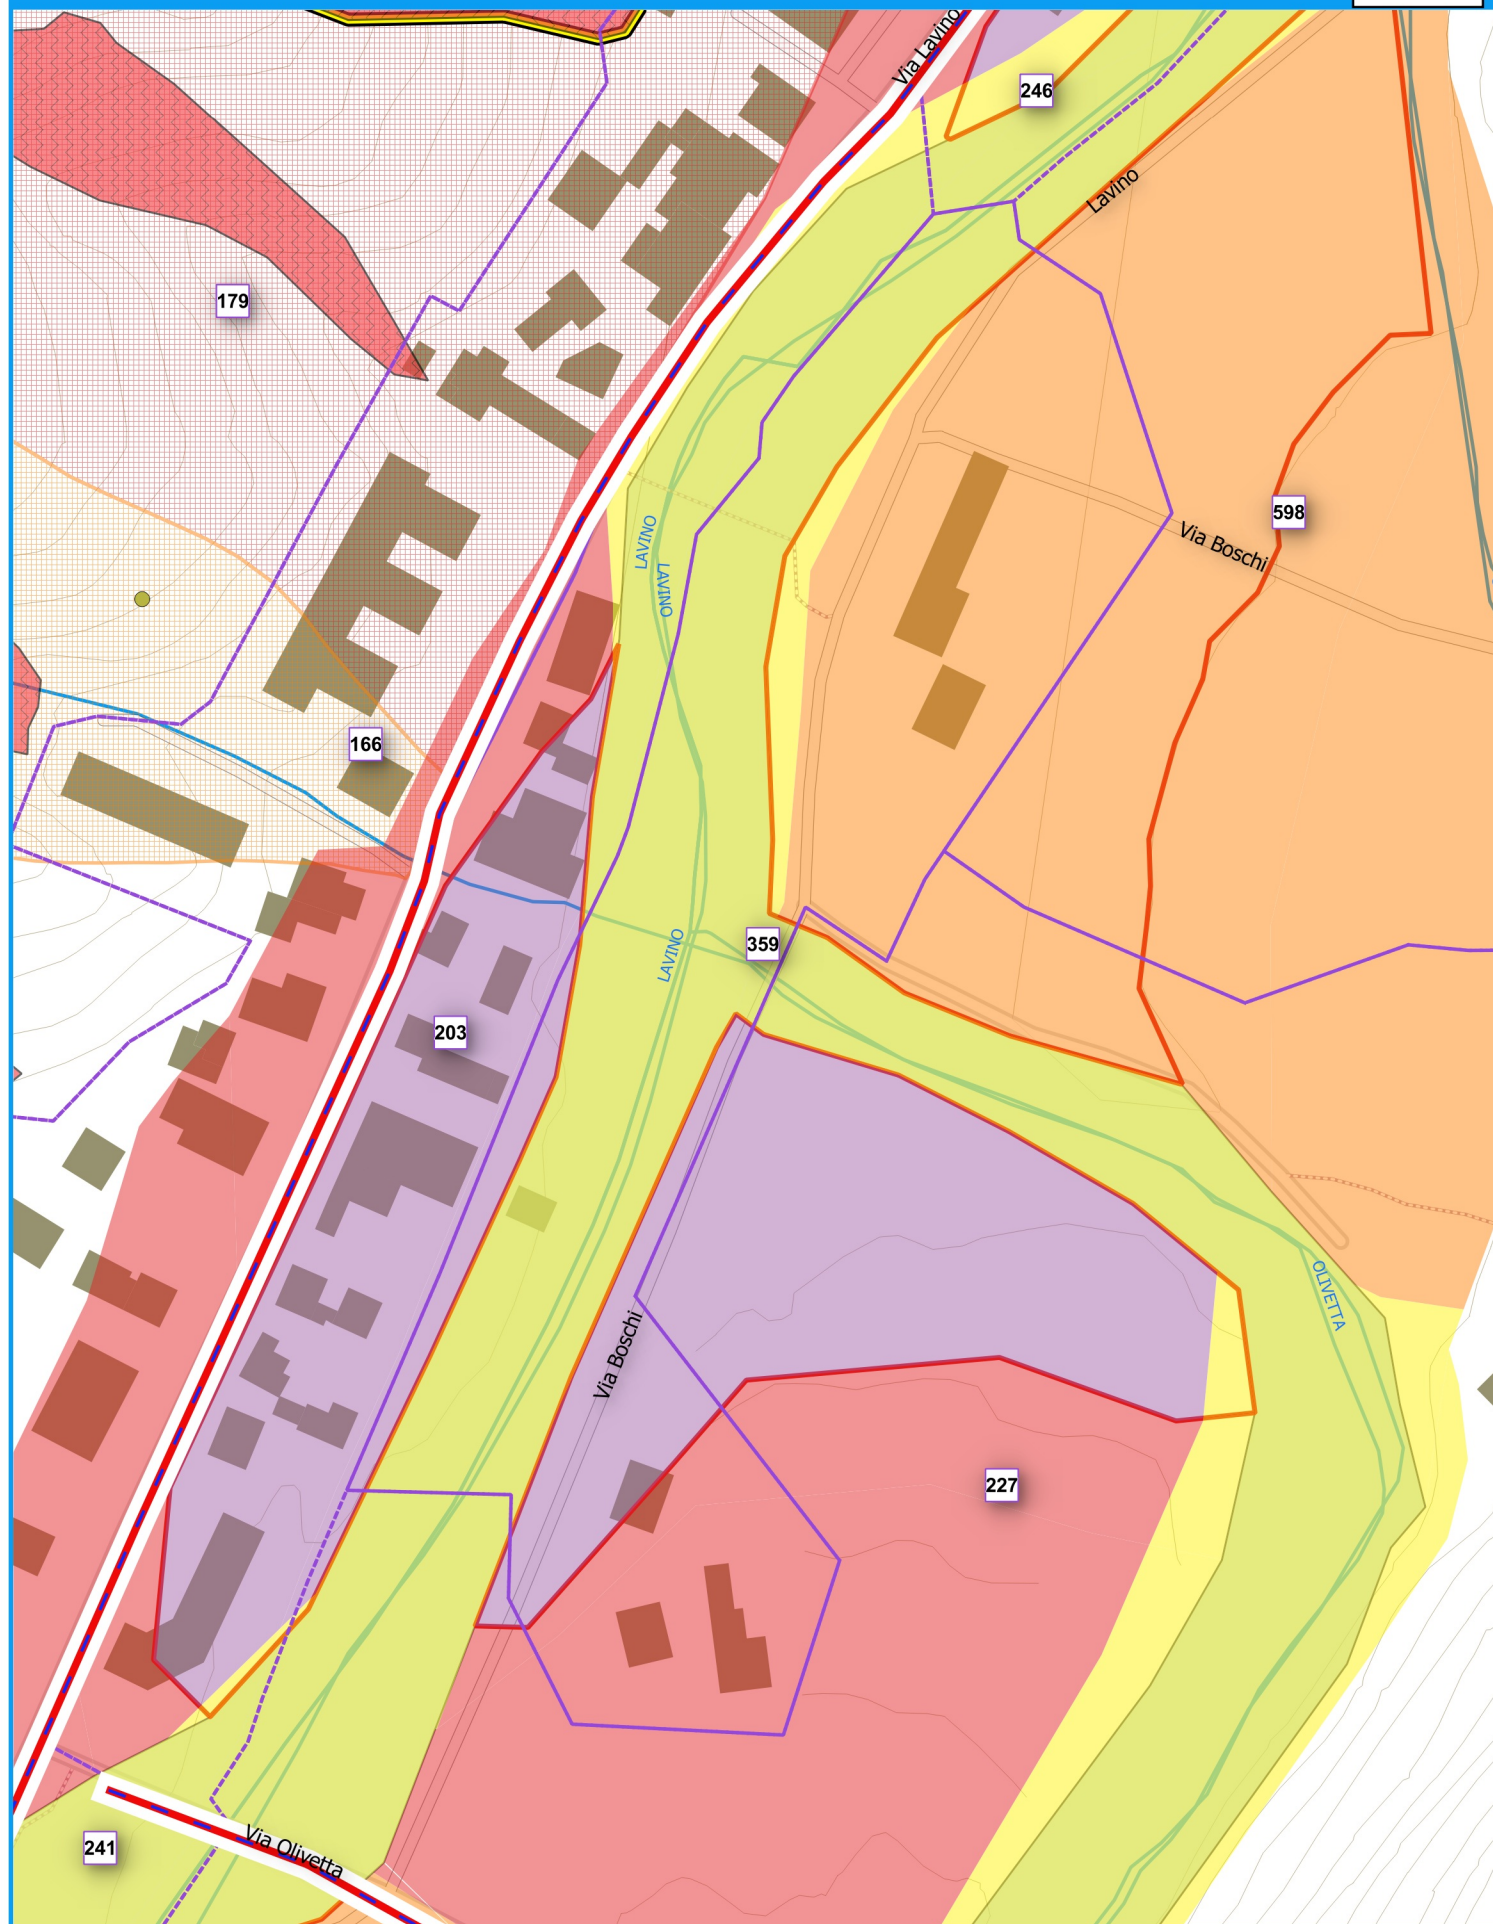 Via Lavino
246
Lavino
179
598
Via Boschi
LAVINO
LAVINO
166
359
LAVINO
203
OLIVETTA
Via Boschi
227
241
Via Olivetta